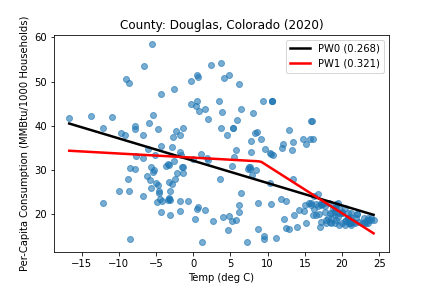 County: Douglas, Colorado (2020)
Per-Capita Consumption (MMBtu/1000 Households)
60
50
40
30
20
PW0 (0.268)
PW1 (0.321)
−15
−10
−5
0
5
10
15
20
25
Temp (deg C)